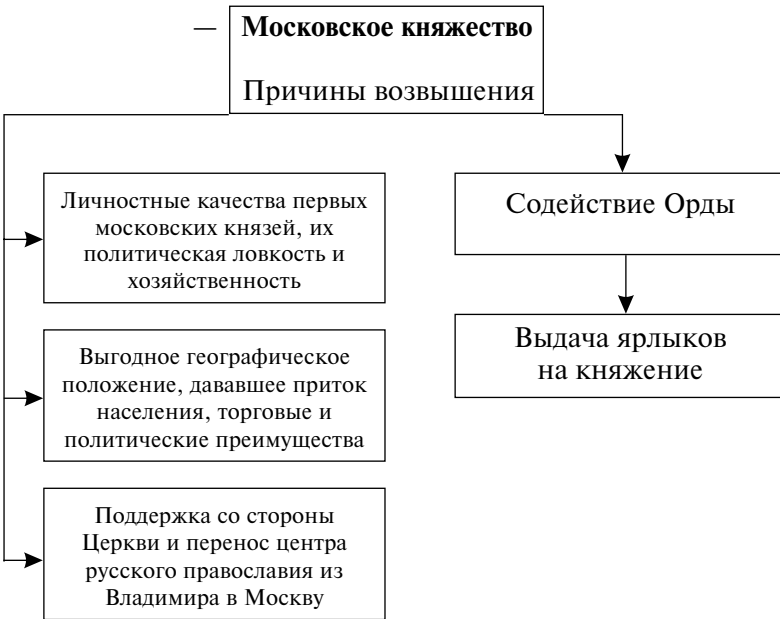 — Московское княжество
Причины возвышения
Личностные качества первых
московских князей, их
политическая ловкость и
хозяйственность
Выгодное географическое
положение, дававшее приток
населения, торговые и
политические преимущества
Поддержка со стороны
Церкви и перенос центра
русского православия из
Владимира в Москву
Содействие Орды
Выдача ярлыков
на княжение